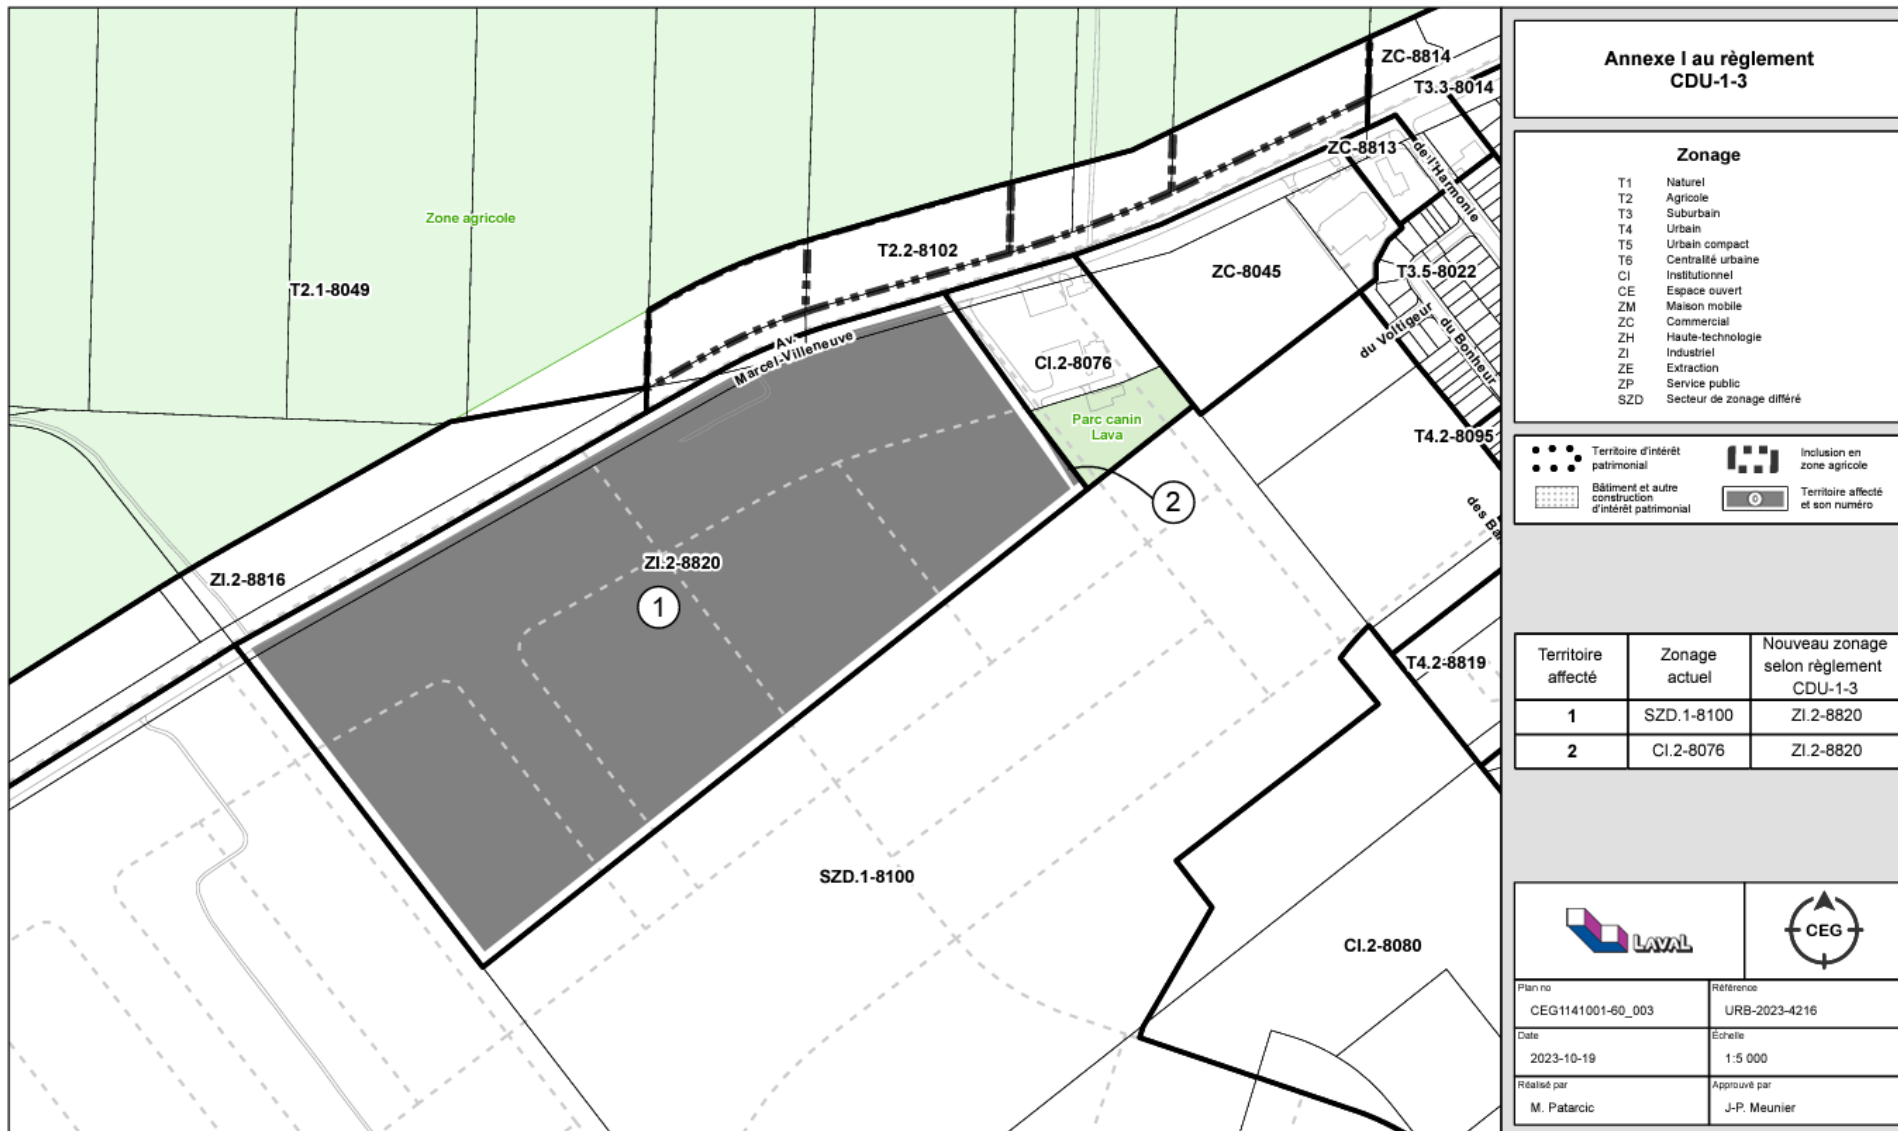 ZC-8814
T3.3-8014
ZC-8813
de l'Harmonie
Zone agricole
T2.1-8049
T2.2-8102
ZC-8045
T3.5-8022
du Voltigeur
du Bonheur
Av.
Marcel-Villeneuve
CI.2-8076
Parc canin
Lava
T4.2-8095
2
ZI.2-8816
ZI.2-8820
1
T4.2-8819
SZD.1-8100
CI.2-8080
Annexe I au règlement
CDU-1-3
Zonage
T1 Naturel
T2 Agricole
T3 Suburbain
T4 Urbain
T5 Urbain compact
T6 Centralité urbaine
CI Institutionnel
CE Espace ouvert
ZM Maison mobile
ZC Commercial
ZH Haute-technologie
ZI Industriel
ZE Extraction
ZP Service public
SZD Secteur de zonage différé
Territoire d'intérêt
patrimonial
Inclusion en
zone agricole
Bâtiment et autre
construction
d'intérêt patrimonial
0
Territoire affecté
et son numéro
Territoire
affecté
Zonage
actuel
Nouveau zonage
selon règlement
CDU-1-3
1 SZD.1-8100 ZI.2-8820
2 CI.2-8076 ZI.2-8820
LAVAL
CEG
Plan no
CEG1141001-60_003
Référence
URB-2023-4216
Date
2023-10-19
Échelle
1:5 000
Réalisé par
M. Patarcic
Approuvé par
J-P. Meunier